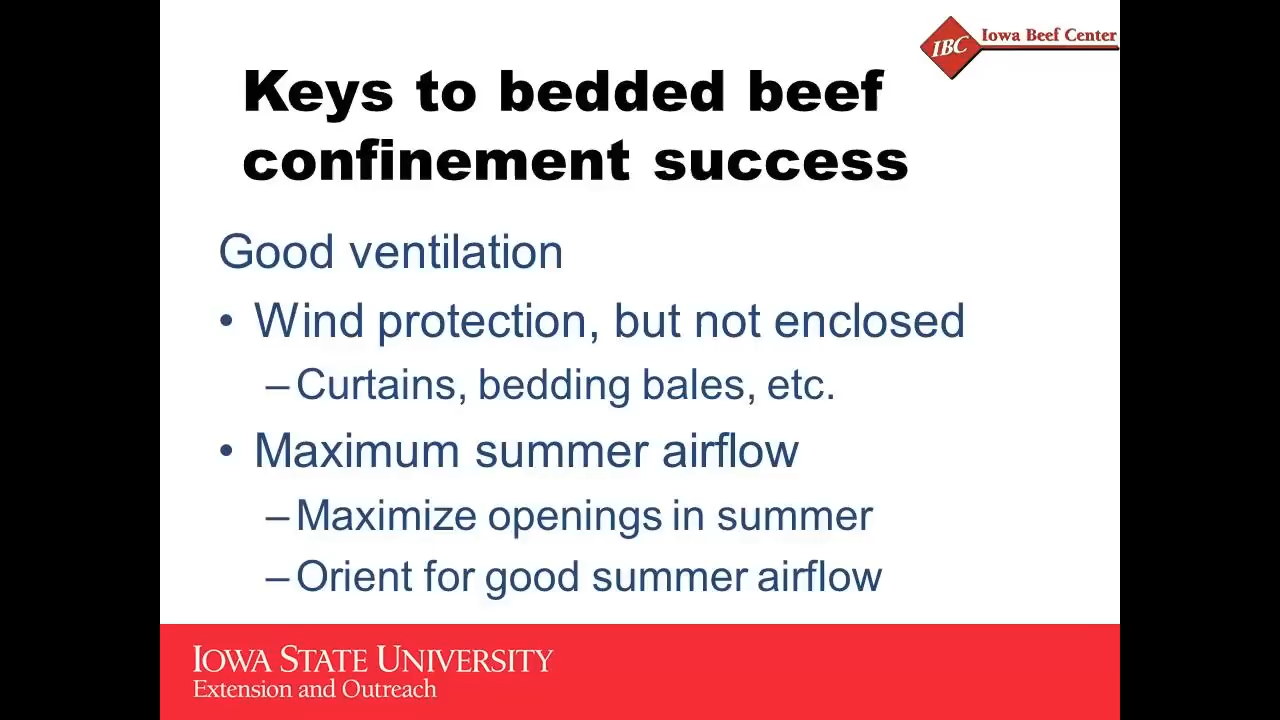 IBC Iowa Beef Center
Keys to bedded beef
confinement success
Good ventilation
• Wind protection, but not enclosed
– Curtains, bedding bales, etc.
• Maximum summer airflow
– Maximize openings in summer
– Orient for good summer airflow
IOWA STATE UNIVERSITY
Extension and Outreach